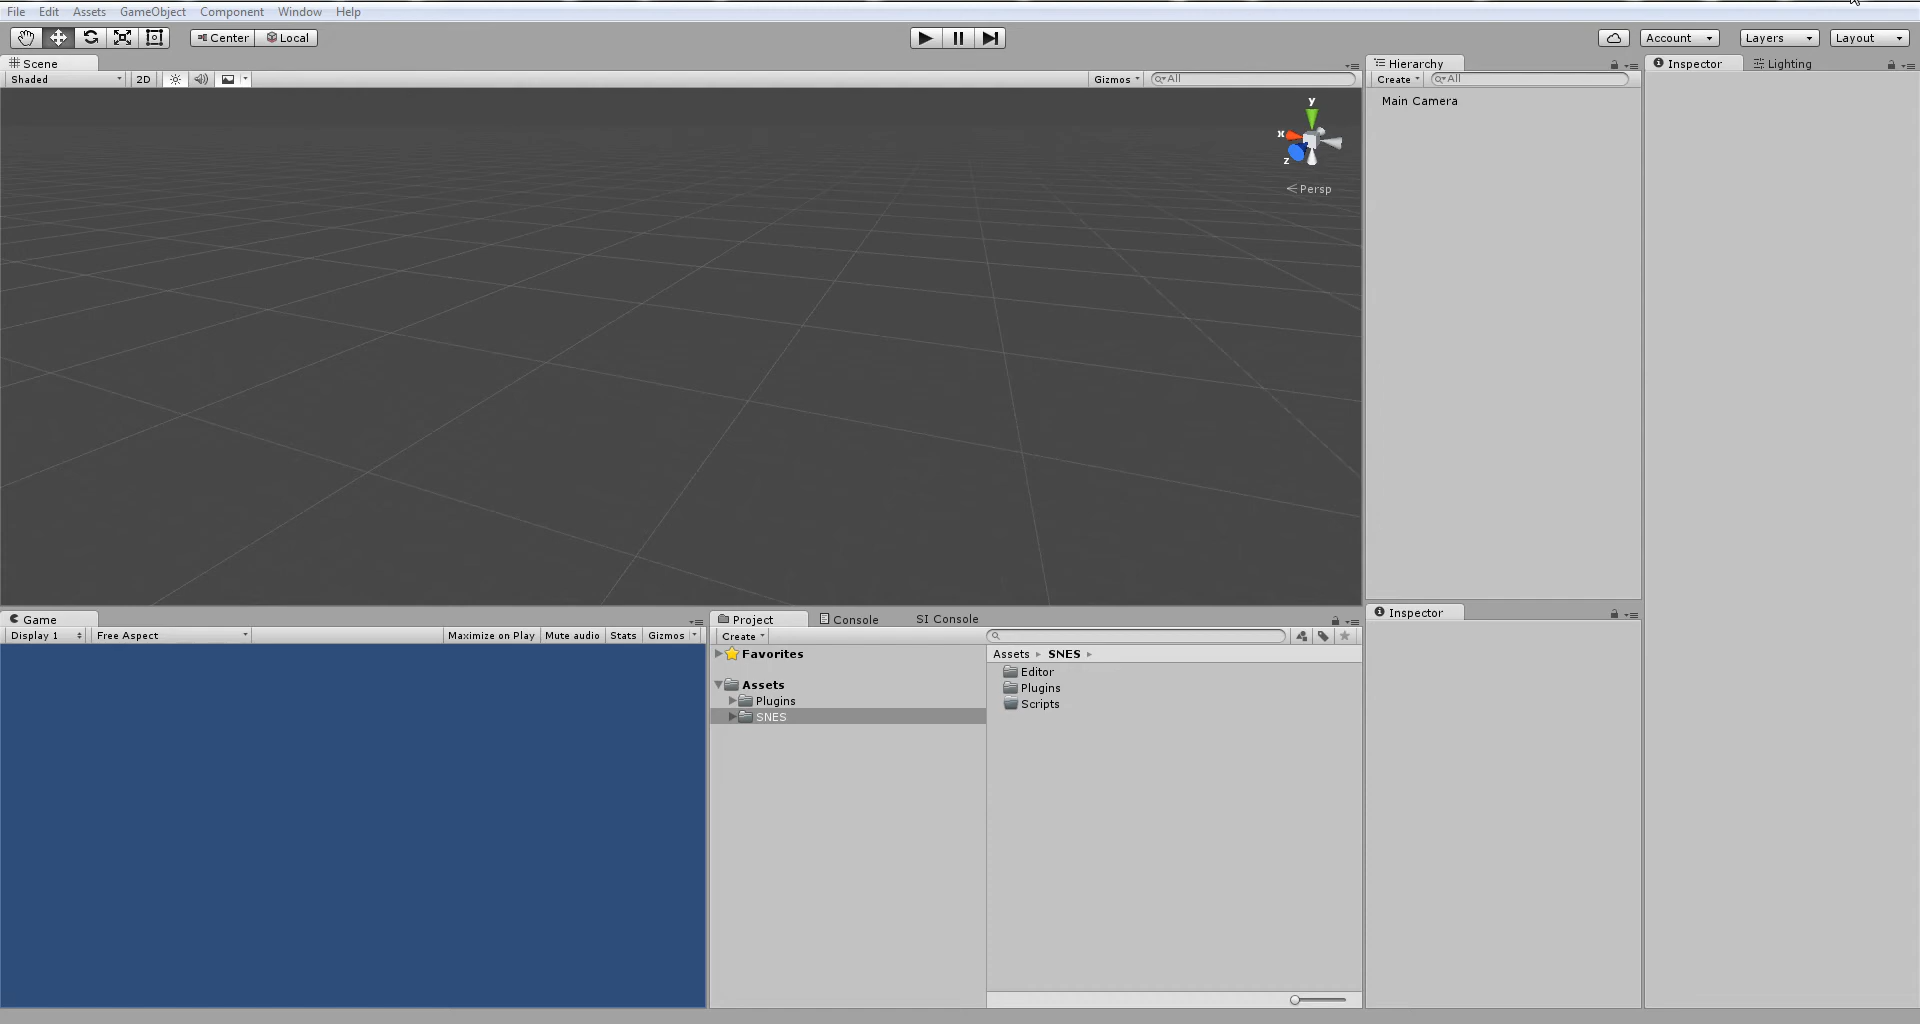 File Edit Assets GameObject Component Window Help
Center Local Account Layers Layout
Scene
Shaded 2D Gizmos All
y
x
z
Persp
Hierarchy
Create All
Main Camera
Inspector Lighting
Game
Display 1 Free Aspect Maximize on Play Mute audio Stats Gizmos
Project Console SI Console
Create
Favorites
Assets
Plugins
SNES
Assets SNES
Editor
Plugins
Scripts
Inspector